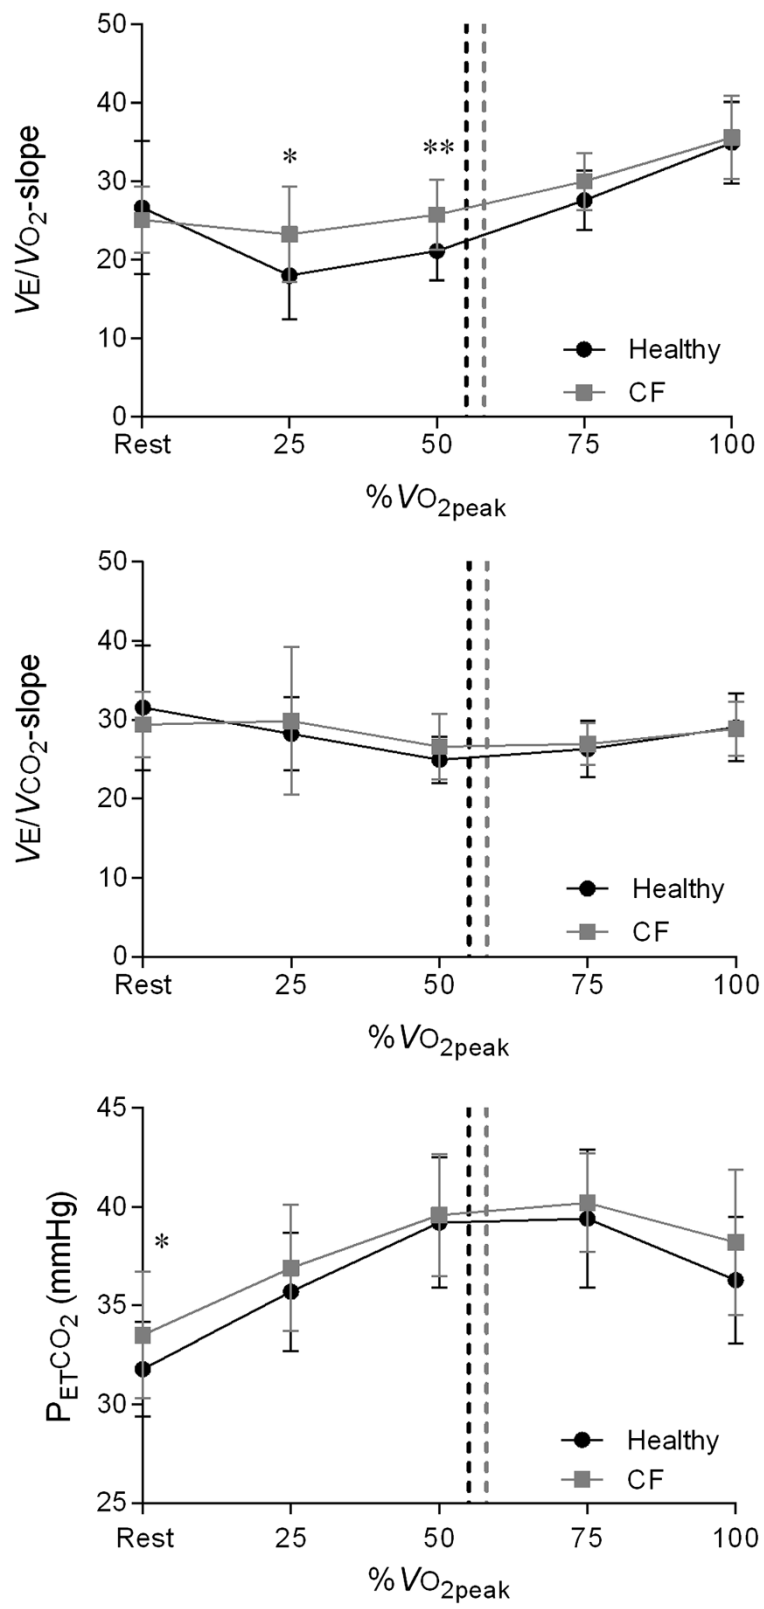 VE/VO2-slope
50
40
30
20
10
0
*
**
Healthy
CF
Rest 25 50 75 100
%VO2peak
VE/VCO2-slope
50
40
30
20
10
0
Healthy
CF
Rest 25 50 75 100
%VO2peak
PETCO2 (mmHg)
45
40
35
30
25
*
Healthy
CF
Rest 25 50 75 100
%VO2peak